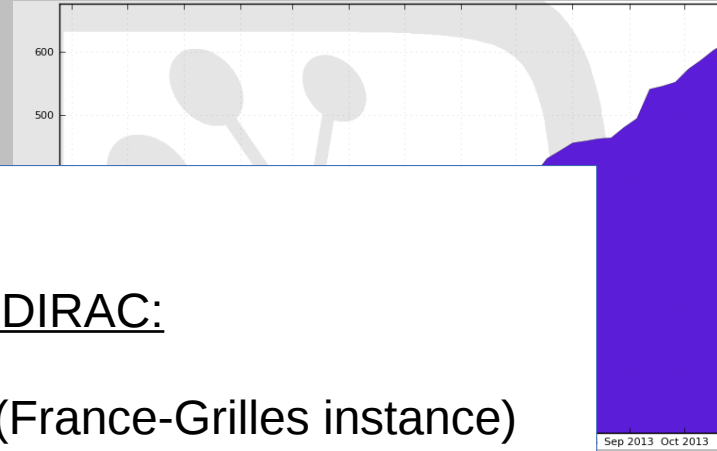 600
500
DIRAC:
(France-Grilles instance)
Sep 2013 Oct 2013